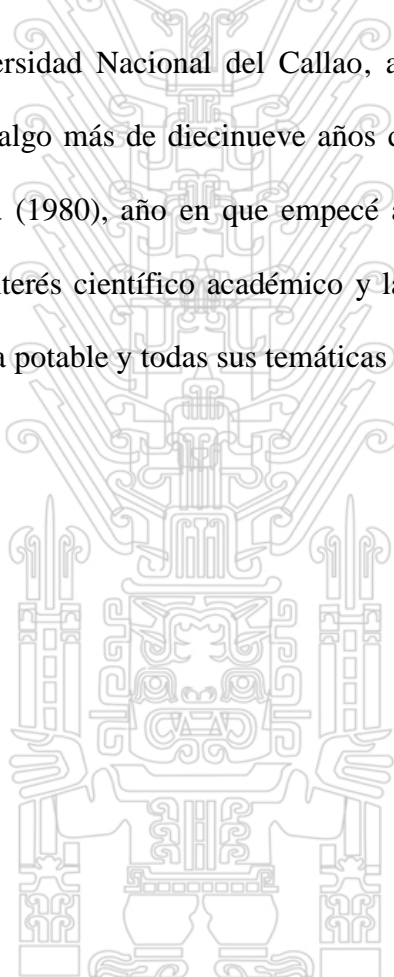 ersidad Nacional del Callao, a
algo más de diecinueve años
(1980), año en que empecé a
terés científico académico y la
a potable y todas sus temáticas